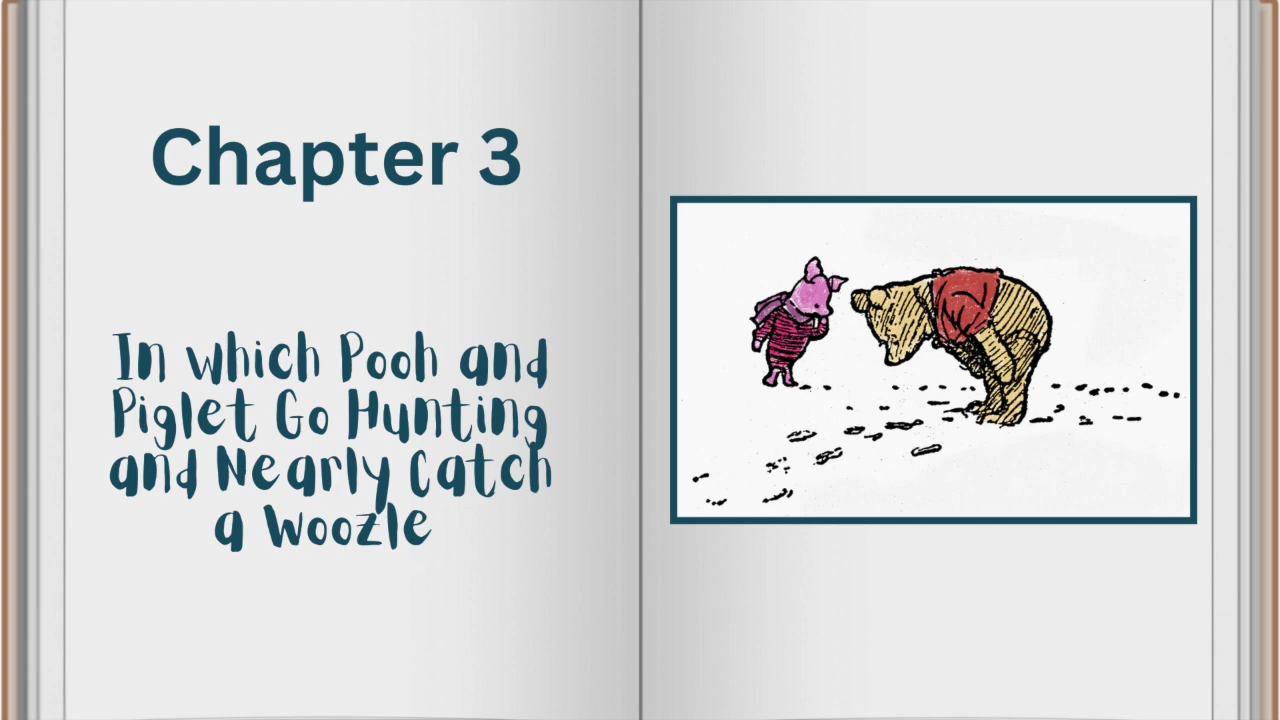 Chapter 3
In which Pooh and
Piglet Go Hunting
and Nearly Catch
a Woozle